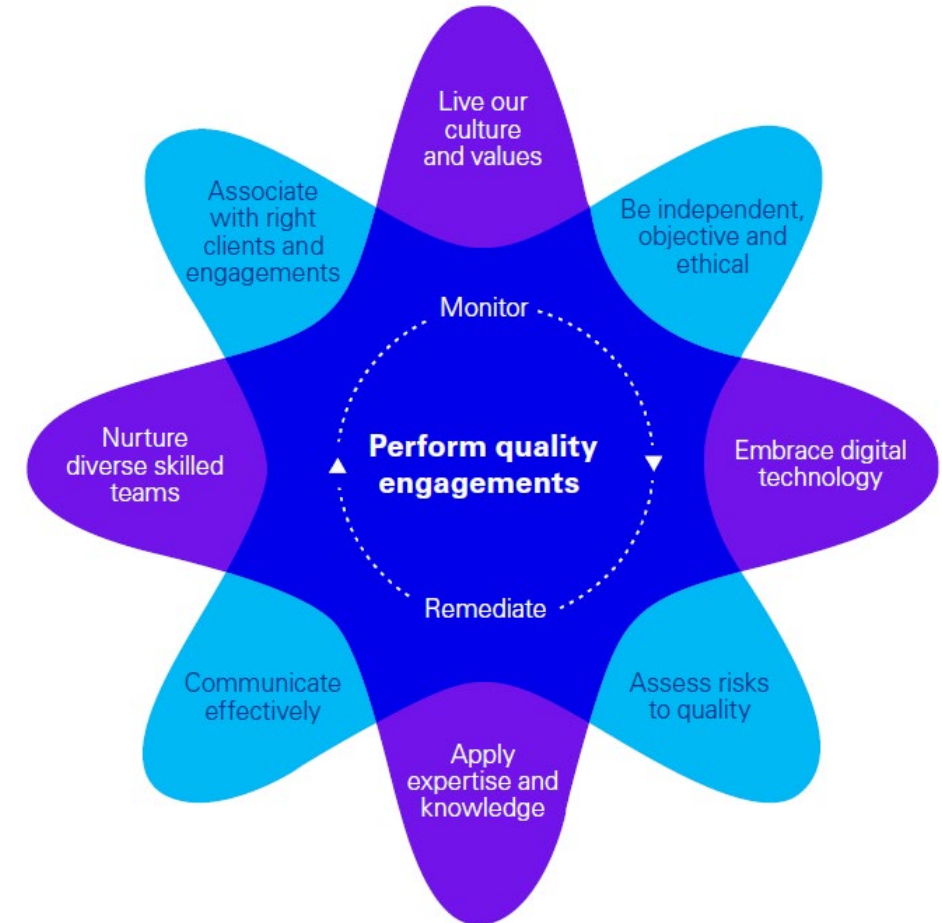 Live our
culture
and values
Be independent,
objective and
ethical
Embrace digital
technology
Assess risks
to quality
Apply
expertise and
knowledge
Communicate
effectively
Nurture
diverse skilled
teams
Associate
with right
clients and
engagements
Monitor
Perform quality
engagements
Remediate